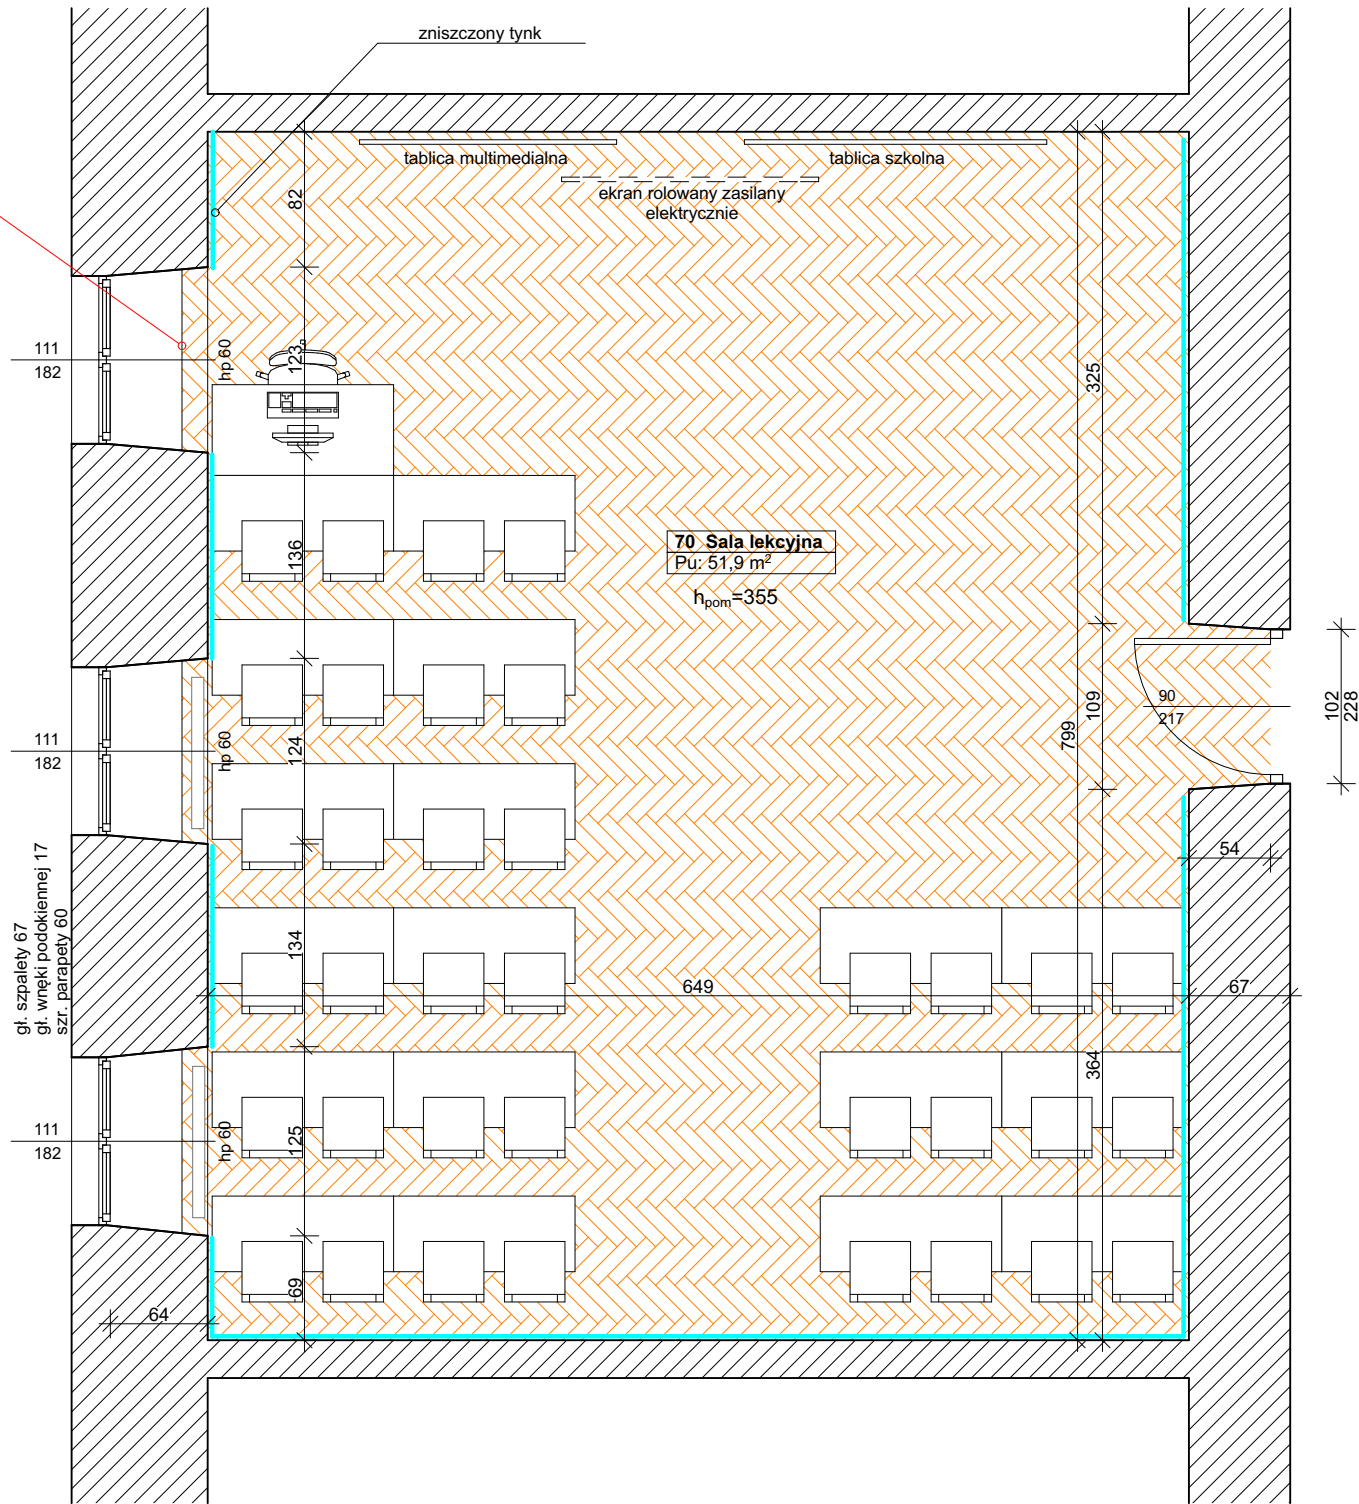 zniszczony tynk
tablica multimedialna
tablica szkolna
ekran rolowany zasilany
elektrycznie
82
111
182
hp 60
123
325
136
70 Sala lekcyjna
Pu: 51,9 m²
hpom=355
102
228
90
217
109
799
111
182
hp 60
124
54
gł. szpalety 67
gł. wnęki podokiennej 17
szr. parapety 60
134
649
67
364
111
182
hp 60
125
69
64